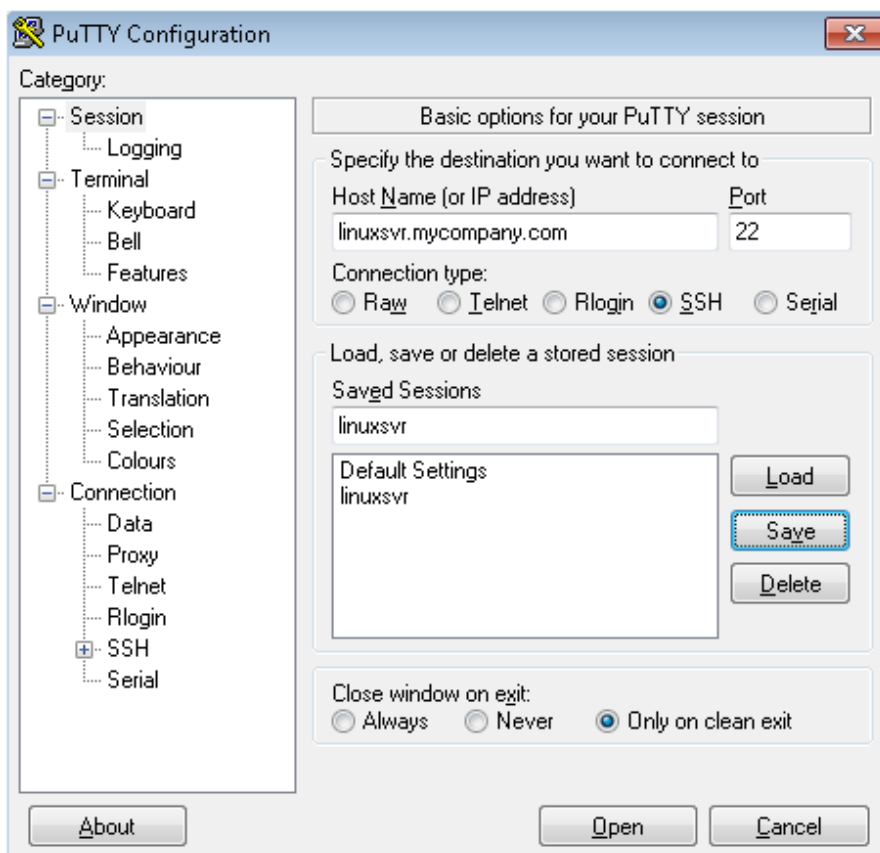 PuTTY Configuration
Category:
Session
Logging
Terminal
Keyboard
Bell
Features
Window
Appearance
Behaviour
Translation
Selection
Colours
Connection
Data
Proxy
Telnet
Rlogin
SSH
Serial
Basic options for your PuTTY session
Specify the destination you want to connect to
Host Name (or IP address) Port
linuxsvr.mycompany.com 22
Connection type:
Raw Telnet Rlogin SSH Serial
Load, save or delete a stored session
Saved Sessions
linuxsvr
Default Settings
linuxsvr
Load
Save
Delete
Close window on exit:
Always Never Only on clean exit
About Open Cancel